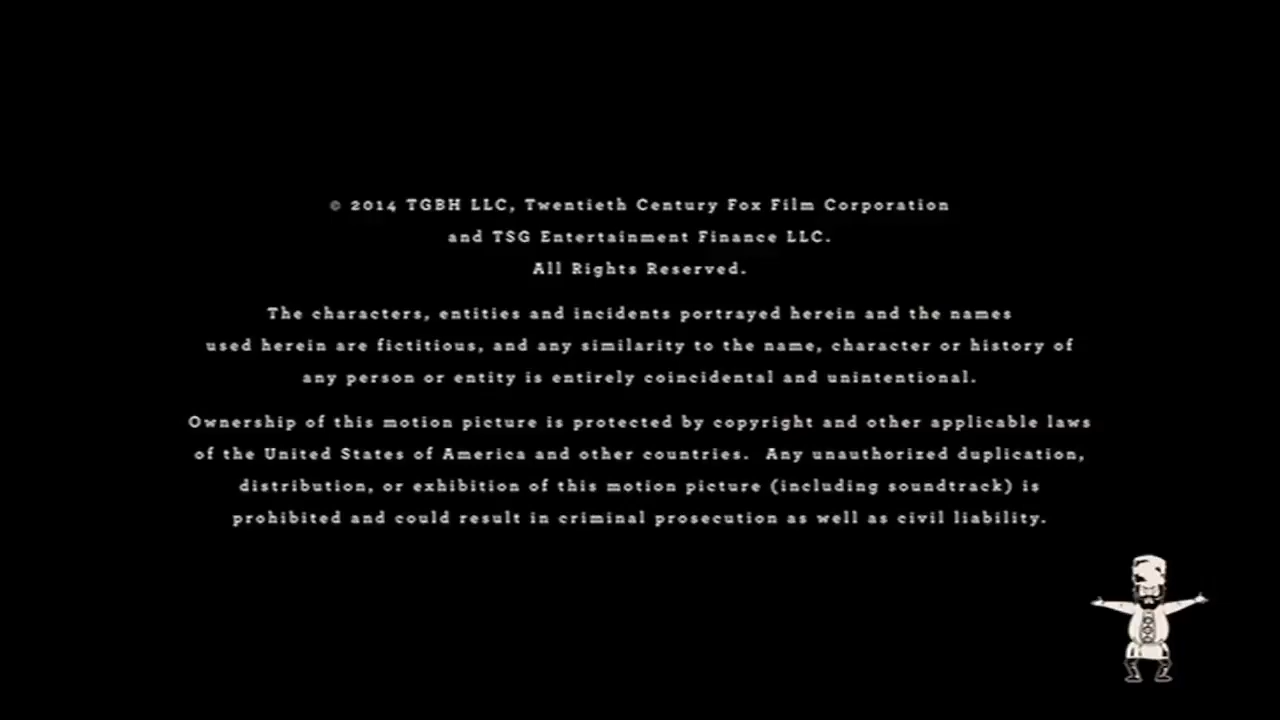 © 2014 TGBH LLC, Twentieth Century Fox Film Corporation
and TSG Entertainment Finance LLC.
All Rights Reserved.
The characters, entities and incidents portrayed herein and the names
used herein are fictitious, and any similarity to the name, character or history of
any person or entity is entirely coincidental and unintentional.
Ownership of this motion picture is protected by copyright and other applicable laws
of the United States of America and other countries.  Any unauthorized duplication,
distribution, or exhibition of this motion picture (including soundtrack) is
prohibited and could result in criminal prosecution as well as civil liability.